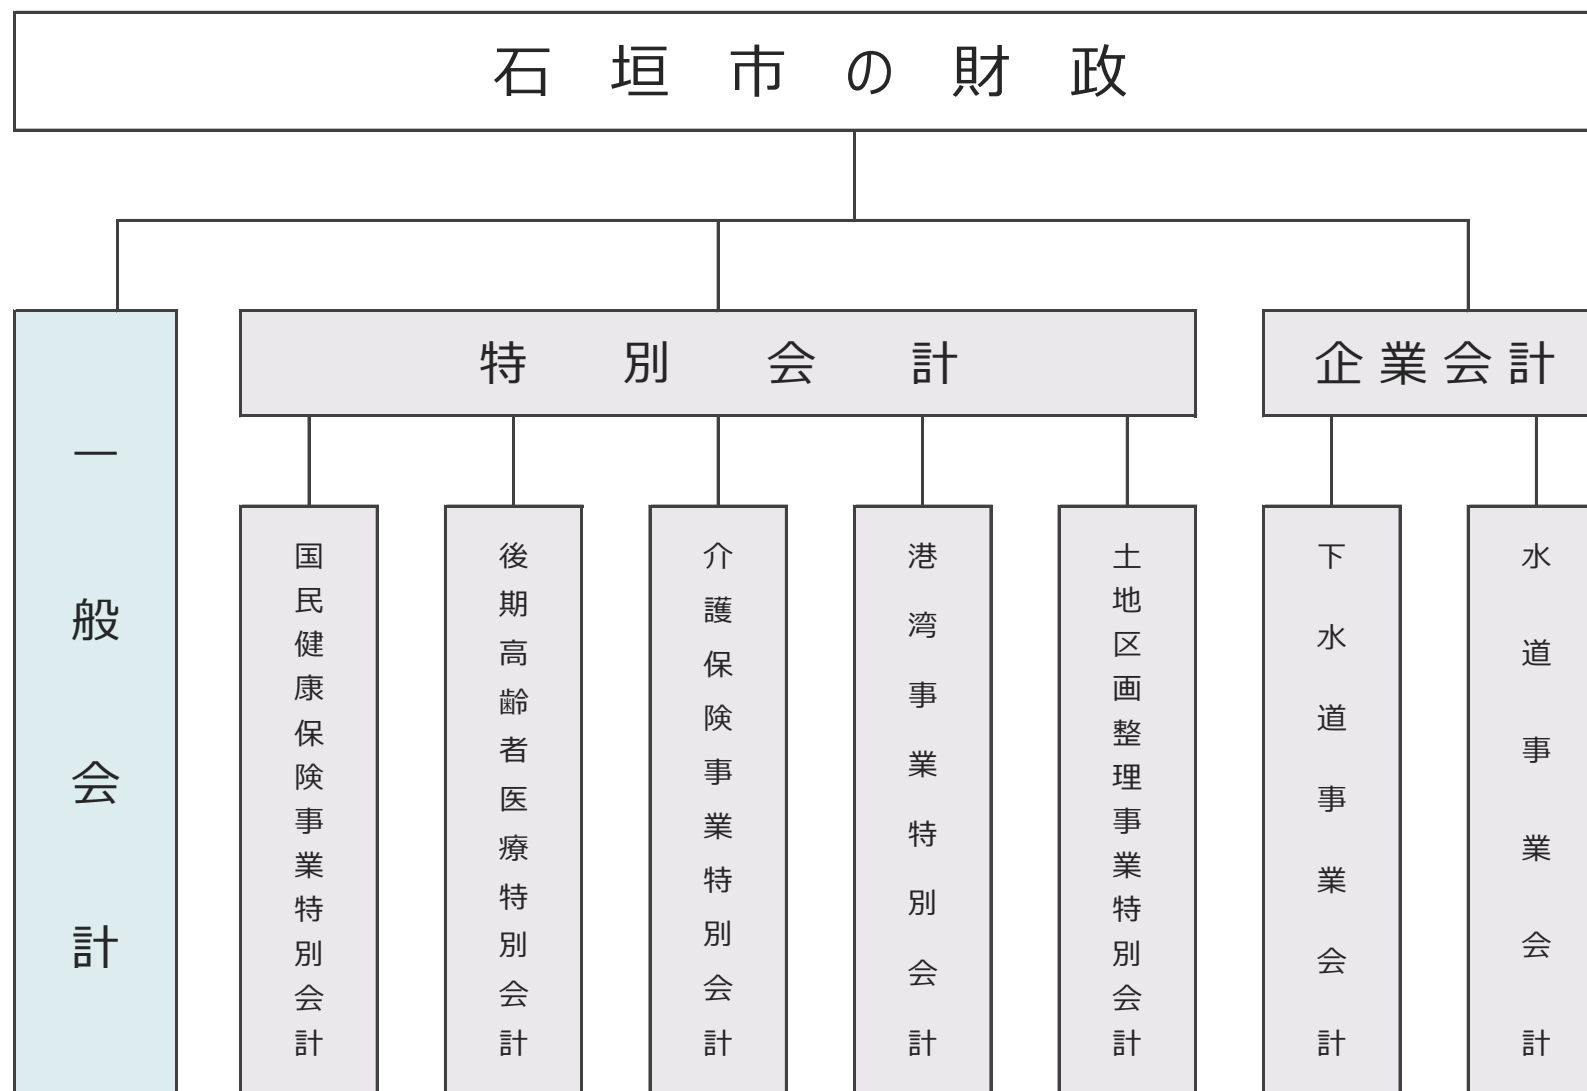 石垣市の財政
一般会計
特別会計
企業会計
国民健康保険事業特別会計
後期高齢者医療特別会計
介護保険事業特別会計
港湾事業特別会計
土地区画整理事業特別会計
下水道事業会計
水道事業会計